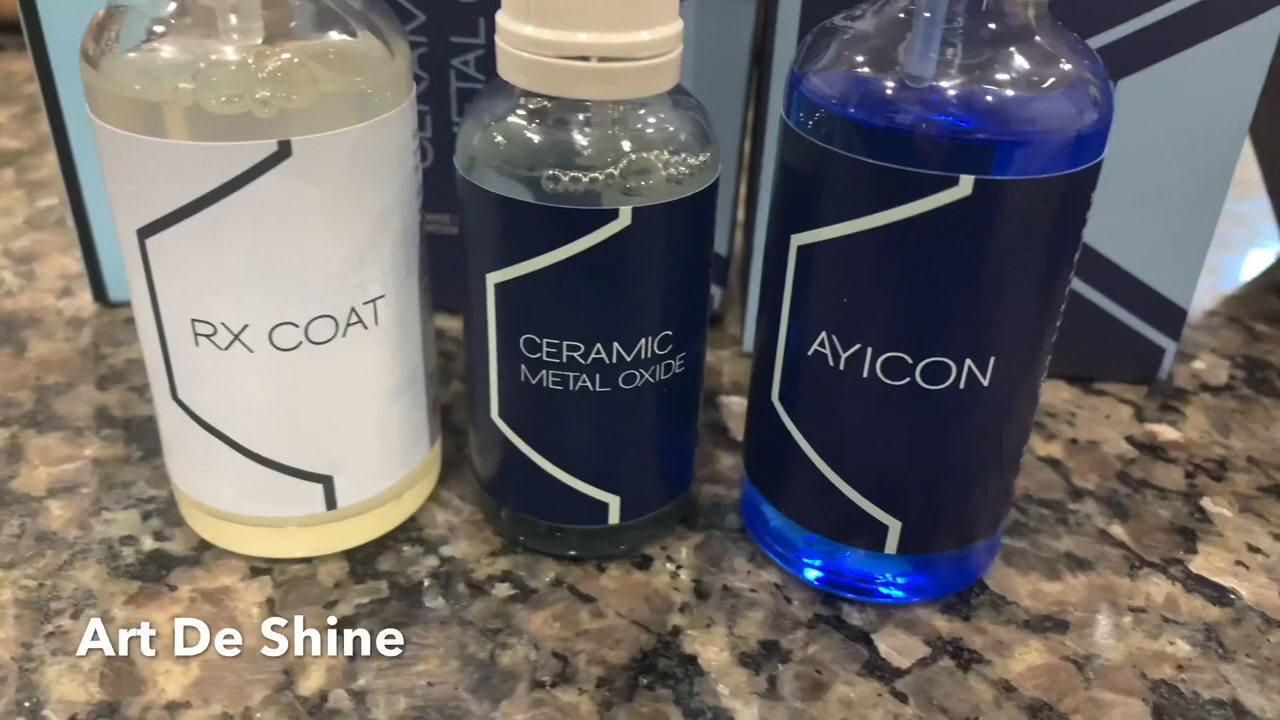 RX COAT
CERAMIC
METAL OXIDE
AYICON
Art De Shine